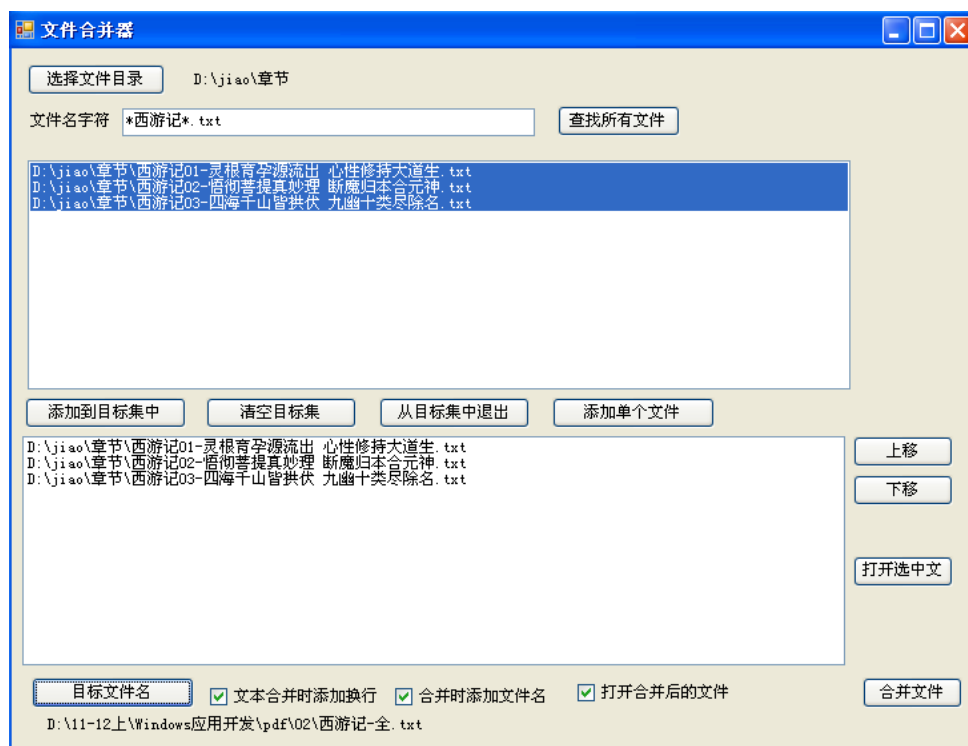 文件合并器
选择文件目录 D:\jiao\章节
文件名字符 *西游记*.txt 查找所有文件
D:\jiao\章节\西游记01-灵根育孕源流出 心性修持大道生.txt
D:\jiao\章节\西游记02-悟彻菩提真妙理 断魔归本合元神.txt
D:\jiao\章节\西游记03-四海千山皆拱伏 九幽十类尽除名.txt
添加到目标集中 清空目标集 从目标集中退出 添加单个文件
D:\jiao\章节\西游记01-灵根育孕源流出 心性修持大道生.txt
D:\jiao\章节\西游记02-悟彻菩提真妙理 断魔归本合元神.txt
D:\jiao\章节\西游记03-四海千山皆拱伏 九幽十类尽除名.txt
上移
下移
打开选中文
目标文件名 文本合并时添加换行 合并时添加文件名 打开合并后的文件 合并文件
D:\11-12上\Windows应用开发\pdf\02\西游记-全.txt